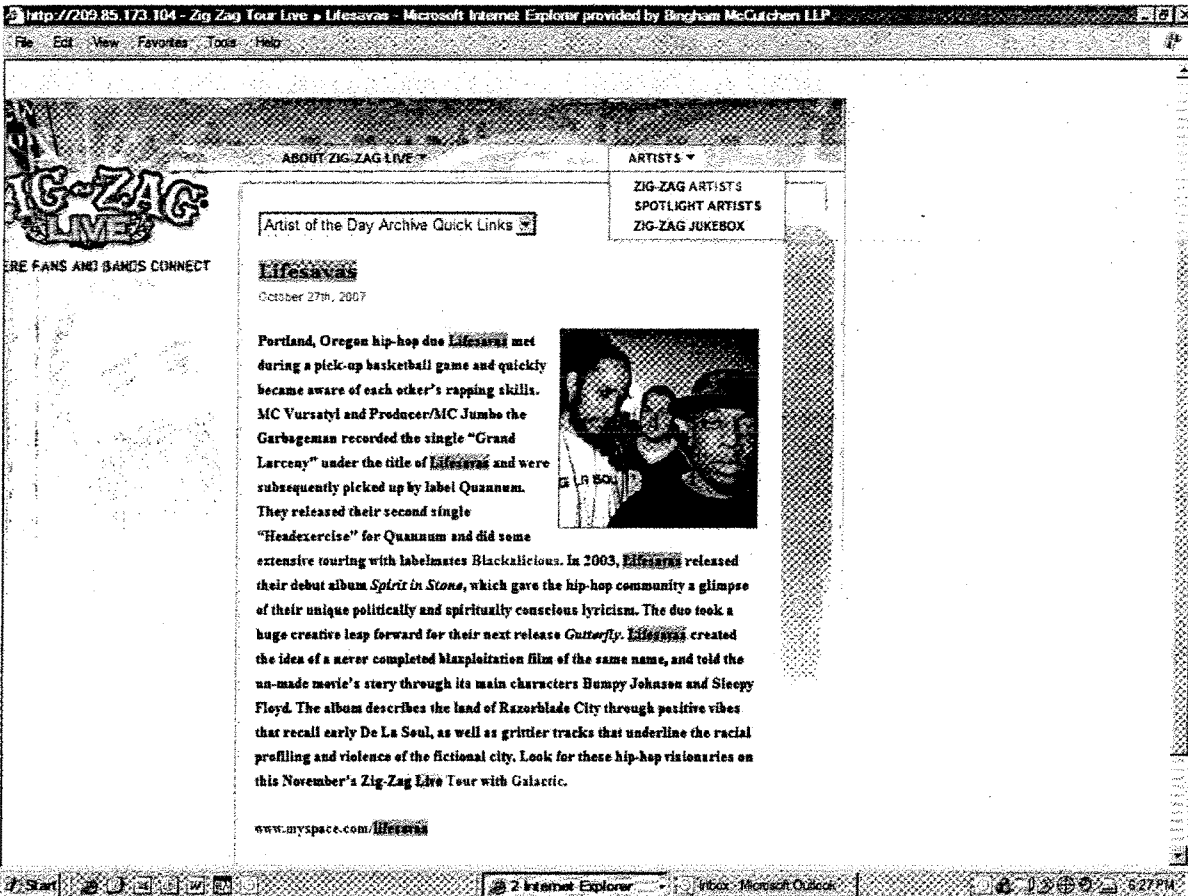 http://209.85.173.104 - Zig Zag Tour Live » Lifesavas - Microsoft Internet Explorer provided by Bingham McCutchen LLP
File Edit View Favorites Tools Help
ABOUT ZIG-ZAG LIVE ARTISTS
ZIG-ZAG ARTISTS
SPOTLIGHT ARTISTS
ZIG-ZAG JUKEBOX
AG-ZAG
LIVE
ERE FANS AND BANDS CONNECT
Artist of the Day Archive Quick Links
Lifesavas
October 27th, 2007
Portland, Oregon hip-hop duo Lifesavas met
during a pick-up basketball game and quickly
became aware of each other's rapping skills.
MC Vursatyl and Producer/MC Jumbo the
Garbageman recorded the single “Grand
Larceny” under the title of Lifesavas and were
subsequently picked up by label Quannum.
They released their second single
“Headexercise” for Quannum and did some
extensive touring with labelmates Blackalicious. In 2003, Lifesavas released
their debut album Spirit in Stone, which gave the hip-hop community a glimpse
of their unique politically and spiritually conscious lyricism. The duo took a
huge creative leap forward for their next release Gutterfly. Lifesavas created
the idea of a never completed blaxploitation film of the same name, and told the
un-made movie's story through its main characters Bumpy Johnson and Sleepy
Floyd. The album describes the land of Razorblade City through positive vibes
that recall early De La Soul, as well as grittier tracks that underline the racial
profiling and violence of the fictional city. Look for these hip-hop visionaries on
this November's Zig-Zag Live Tour with Galactic.
www.myspace.com/lifesavas
Start 2 Internet Explorer Inbox - Microsoft Outlook 5:27 PM